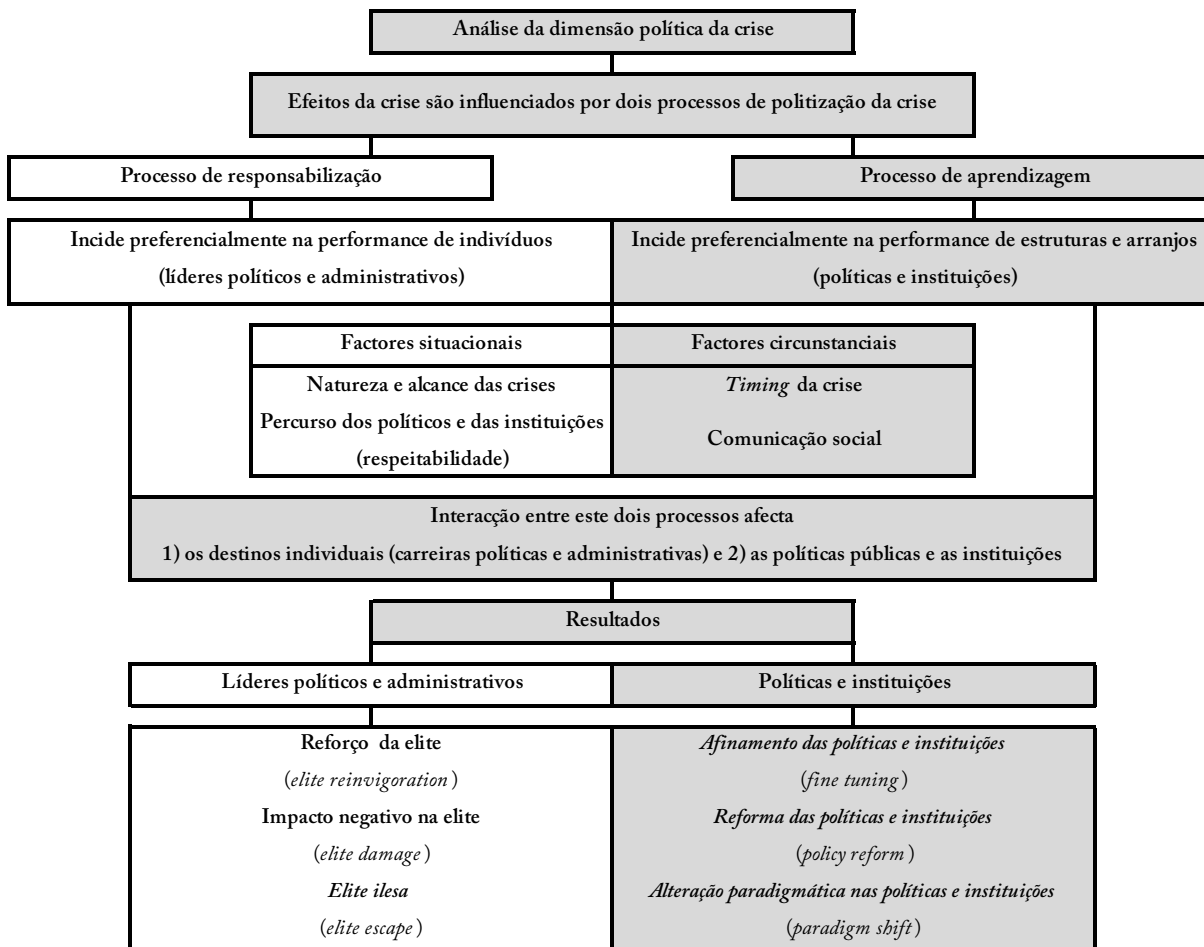 Análise da dimensão política da crise
Efeitos da crise são influenciados por dois processos de politização da crise
Processo de responsabilização
Processo de aprendizagem
Incide preferencialmente na performance de indivíduos
(líderes políticos e administrativos)
Incide preferencialmente na performance de estruturas e arranjos
(políticas e instituições)
Factores situacionais
Factores circunstanciais
Natureza e alcance das crises
Percurso dos políticos e das instituições
(respeitabilidade)
Timing da crise
Comunicação social
Interacção entre este dois processos afecta
1) os destinos individuais (carreiras políticas e administrativas) e 2) as políticas públicas e as instituições
Resultados
Líderes políticos e administrativos
Políticas e instituições
Reforço da elite
(elite reinvigoration)
Impacto negativo na elite
(elite damage)
Elite ilesa
(elite escape)
Afinamento das políticas e instituições
(fine tuning)
Reforma das políticas e instituições
(policy reform)
Alteração paradigmática nas políticas e instituições
(paradigm shift)